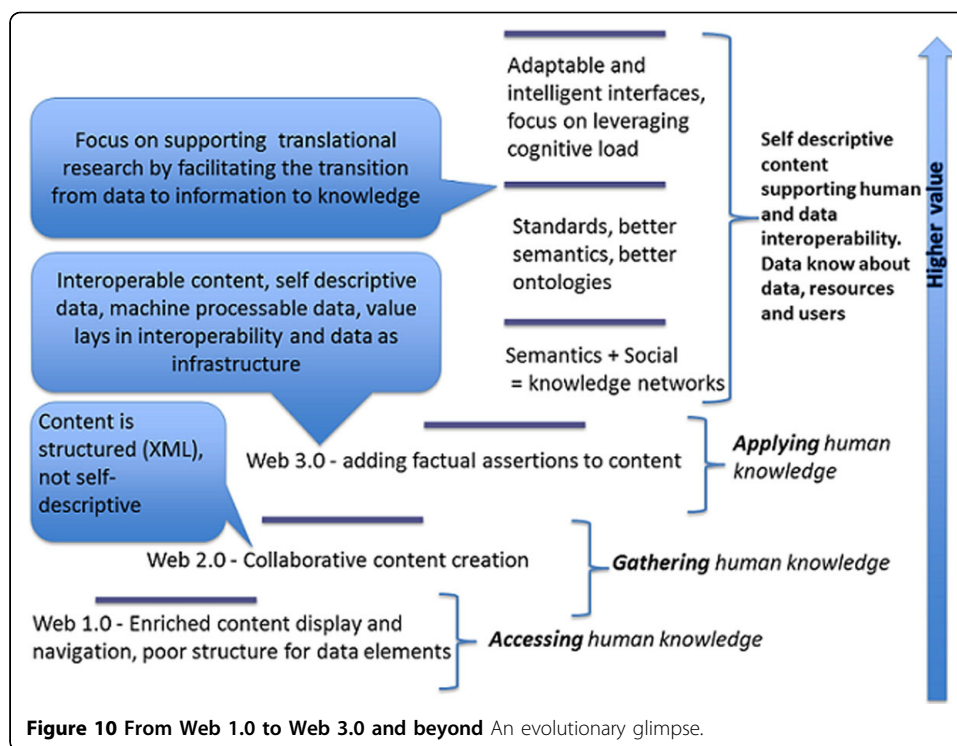 Adaptable and
intelligent interfaces,
focus on leveraging
cognitive load
Focus on supporting translational
research by facilitating the transition
from data to information to knowledge
Self descriptive
content
supporting human
and data
interoperability.
Data know about
data, resources
and users
Higher value
Standards, better
semantics, better
ontologies
Interoperable content, self descriptive
data, machine processable data, value
lays in interoperability and data as
infrastructure
Semantics + Social
= knowledge networks
Content is
structured (XML),
not self-
descriptive
Web 3.0 - adding factual assertions to content
Applying human
knowledge
Web 2.0 - Collaborative content creation
Gathering human knowledge
Web 1.0 - Enriched content display and
navigation, poor structure for data elements
Accessing human knowledge
Figure 10 From Web 1.0 to Web 3.0 and beyond An evolutionary glimpse.